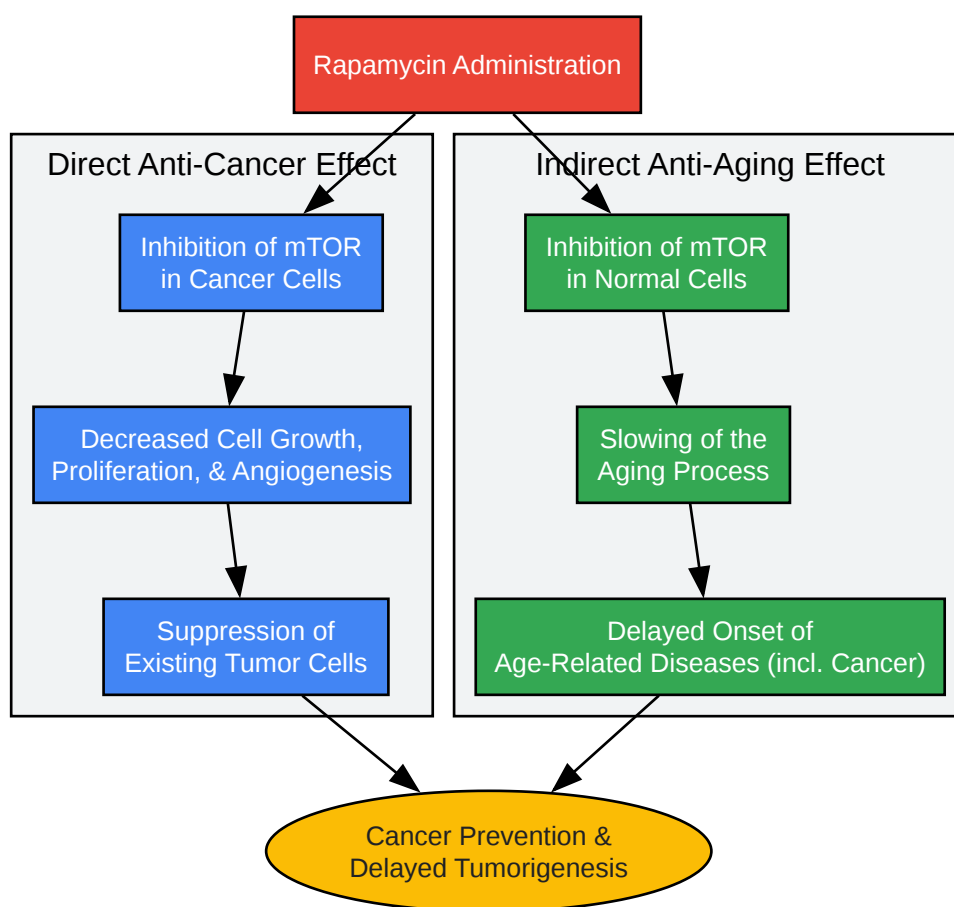 Rapamycin Administration
Direct Anti-Cancer Effect
Inhibition of mTOR
in Cancer Cells
Decreased Cell Growth,
Proliferation, & Angiogenesis
Suppression of
Existing Tumor Cells
Indirect Anti-Aging Effect
Inhibition of mTOR
in Normal Cells
Slowing of the
Aging Process
Delayed Onset of
Age-Related Diseases (incl. Cancer)
Cancer Prevention &
Delayed Tumorigenesis